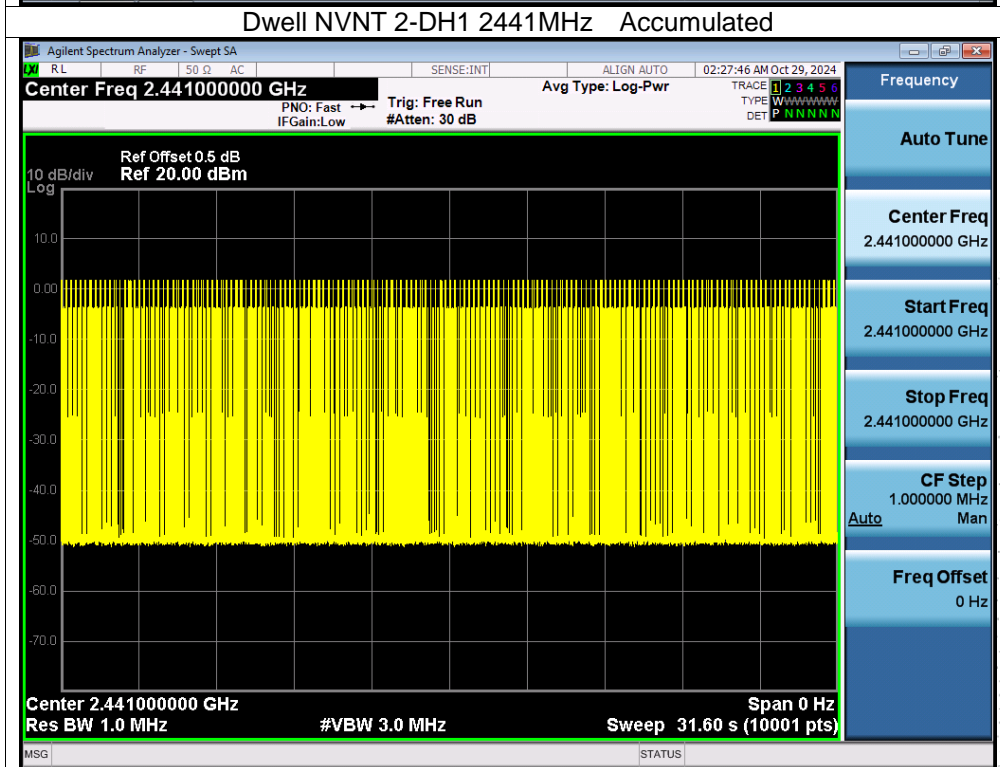 Dwell NVNT 2-DH1 2441MHz Accumulated
Agilent Spectrum Analyzer - Swept SA
LXI RL RF 50 Ω AC SENSE:INT ALIGN AUTO 02:27:46 AM Oct 29, 2024
Center Freq 2.441000000 GHz
PNO: Fast
IFGain:Low
Trig: Free Run
#Atten: 30 dB
Avg Type: Log-Pwr
TRACE 1 2 3 4 5 6
TYPE W WWWWW
DET P N N N N N
Ref Offset 0.5 dB
10 dB/div Ref 20.00 dBm
Log
10.0
0.00
-10.0
-20.0
-30.0
-40.0
-50.0
-60.0
-70.0
Center 2.441000000 GHz Span 0 Hz
Res BW 1.0 MHz #VBW 3.0 MHz Sweep 31.60 s (10001 pts)
MSG STATUS
Frequency
Auto Tune
Center Freq
2.441000000 GHz
Start Freq
2.441000000 GHz
Stop Freq
2.441000000 GHz
CF Step
1.000000 MHz
Auto Man
Freq Offset
0 Hz